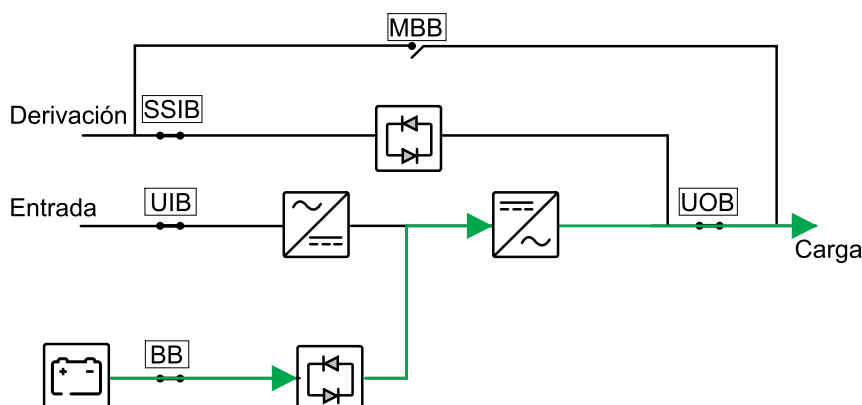 MBB
Derivación
SSIB
Entrada
UIB
UOB
Carga
BB